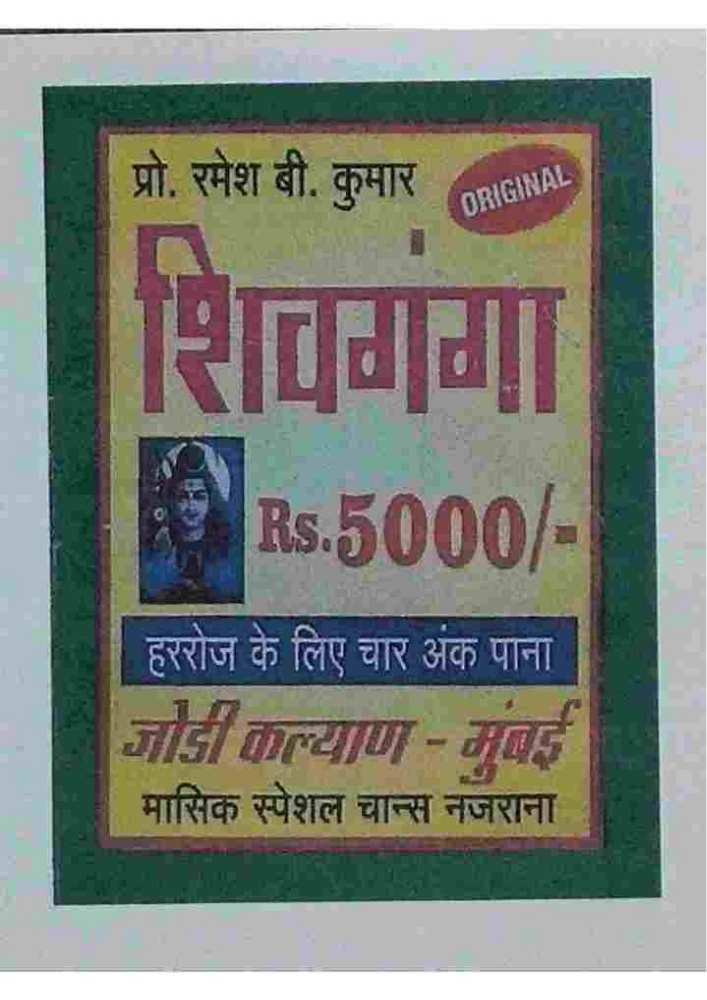 प्रो. रमेश बी. कुमार
ORIGINAL
शिवगंगा
Rs.5000/-
हररोज के लिए चार अंक पाना
जोडी कल्याण - मुंबई
मासिक स्पेशल चान्स नजराना